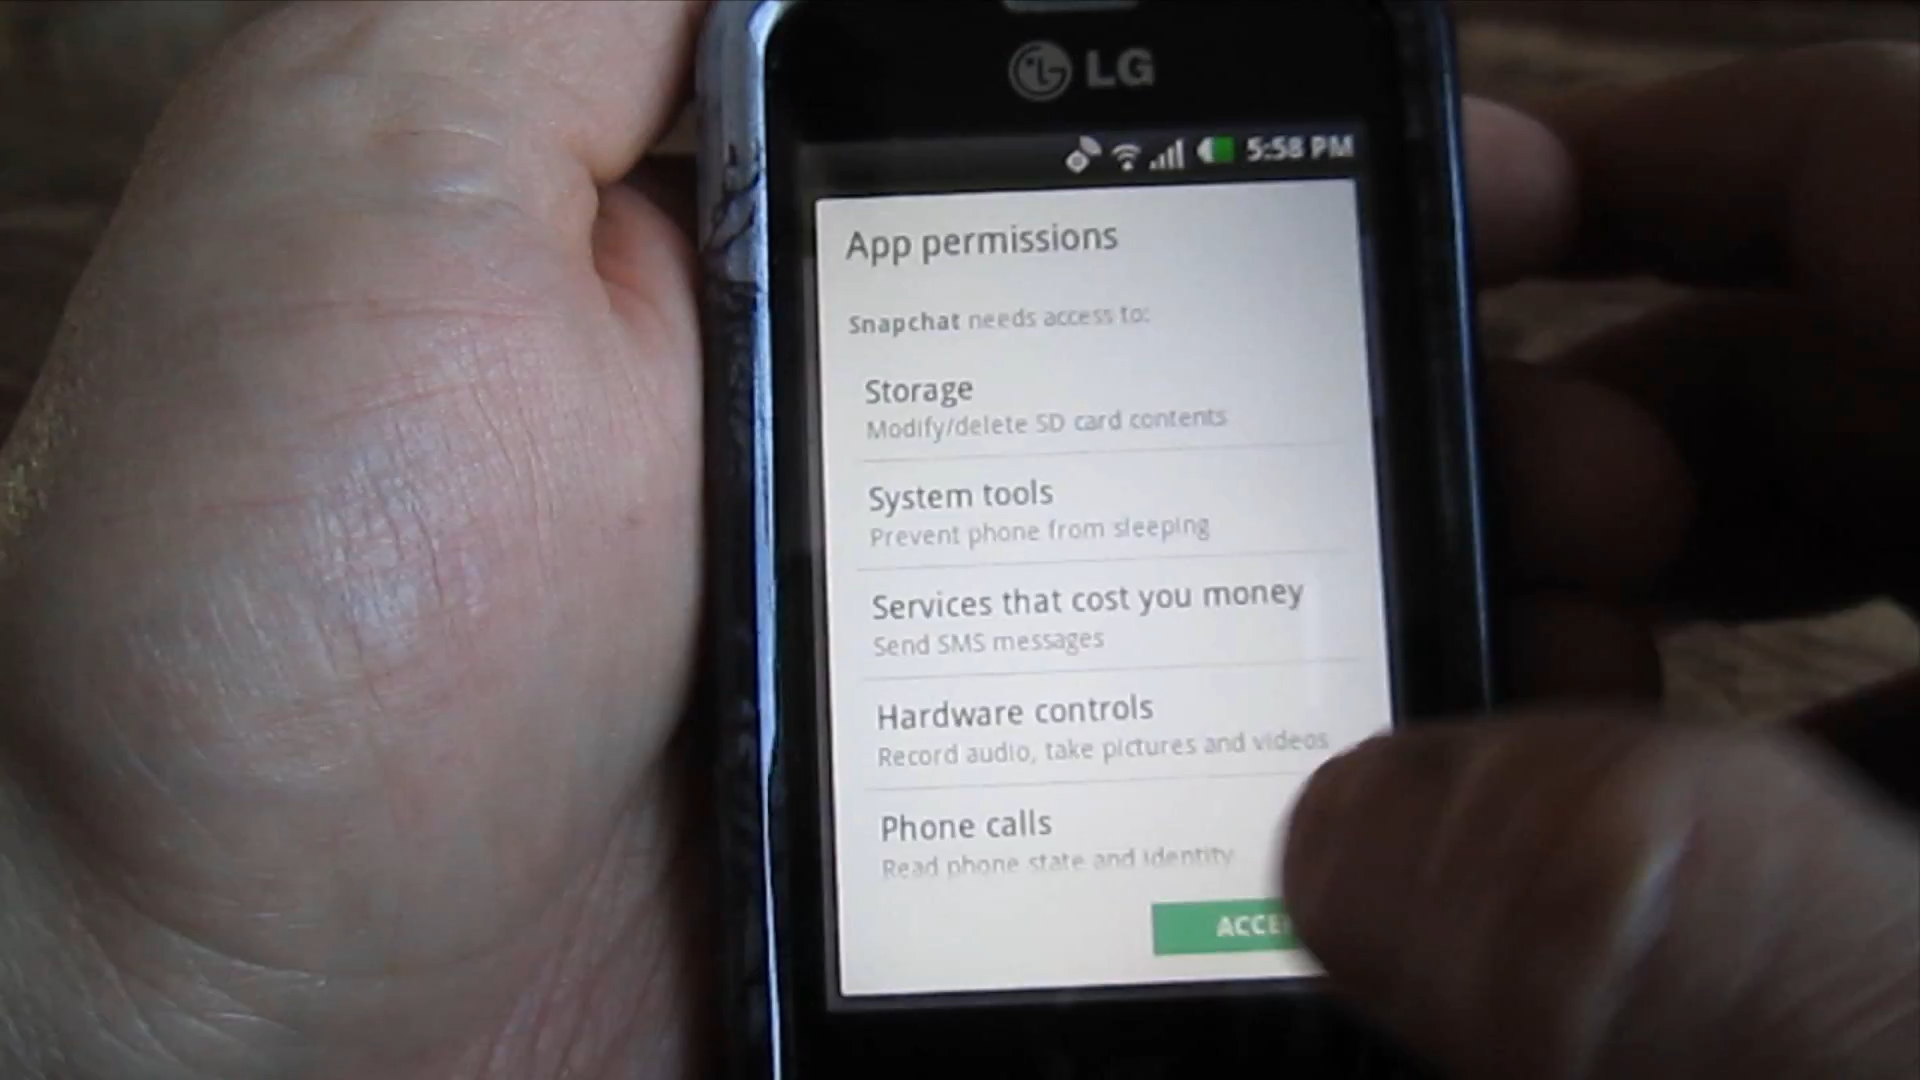 LG
5:58 PM
App permissions
Snapchat needs access to:
Storage
Modify/delete SD card contents
System tools
Prevent phone from sleeping
Services that cost you money
Send SMS messages
Hardware controls
Record audio, take pictures and videos
Phone calls
Read phone state and identity